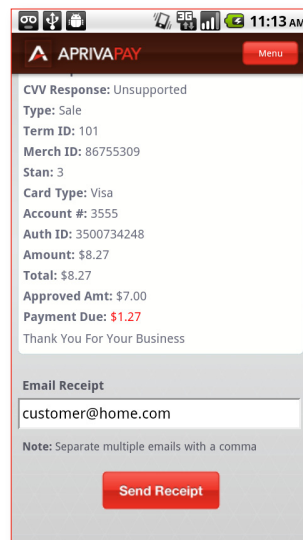 3G 11:13 AM
APRIVAPAY Menu
CVV Response: Unsupported
Type: Sale
Term ID: 101
Merch ID: 86755309
Stan: 3
Card Type: Visa
Account #: 3555
Auth ID: 3500734248
Amount: $8.27
Total: $8.27
Approved Amt: $7.00
Payment Due: $1.27
Thank You For Your Business
Email Receipt
customer@home.com
Note: Separate multiple emails with a comma
Send Receipt